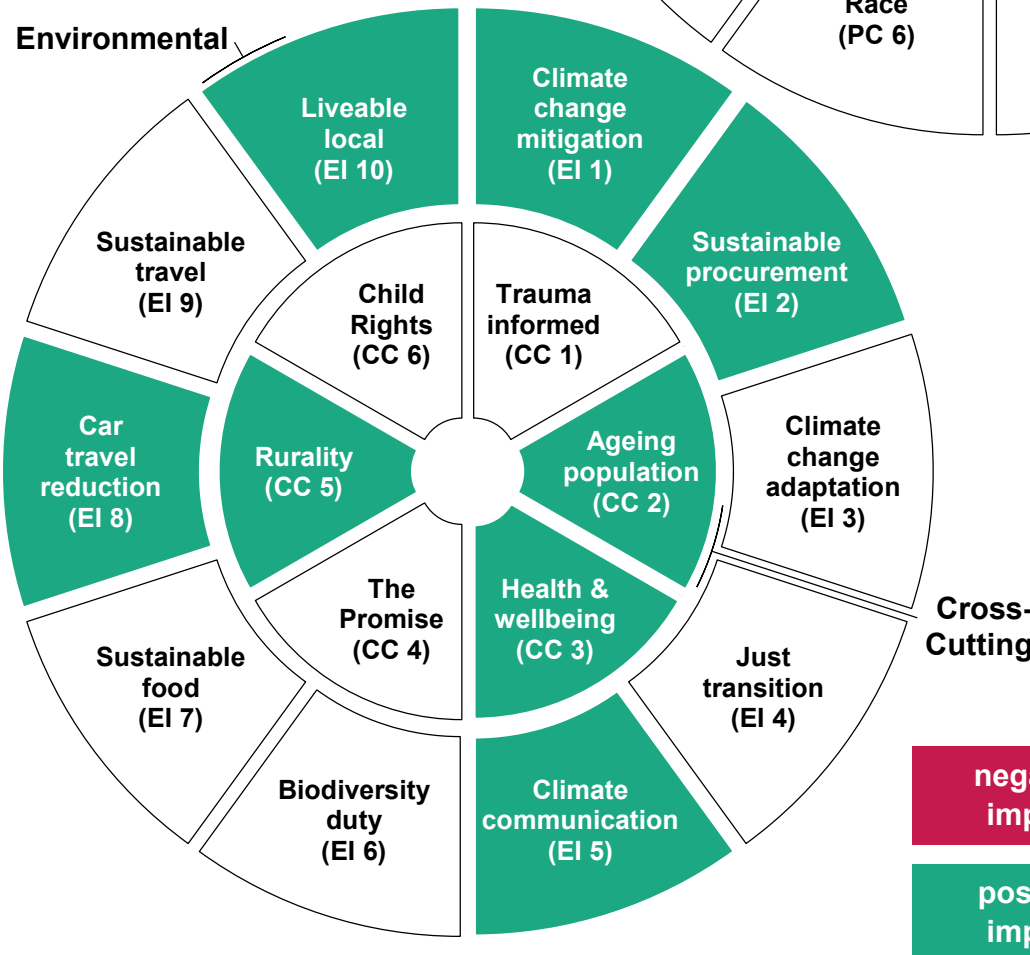 Race
(PC 6)
Environmental
Liveable
local
(EI 10)
Climate
change
mitigation
(EI 1)
Sustainable
procurement
(EI 2)
Climate
change
adaptation
(EI 3)
Just
transition
(EI 4)
Climate
communication
(EI 5)
Biodiversity
duty
(EI 6)
Sustainable
food
(EI 7)
Car
travel
reduction
(EI 8)
Sustainable
travel
(EI 9)
Child
Rights
(CC 6)
Trauma
informed
(CC 1)
Ageing
population
(CC 2)
Health &
wellbeing
(CC 3)
The
Promise
(CC 4)
Rurality
(CC 5)
Cross-
Cutting